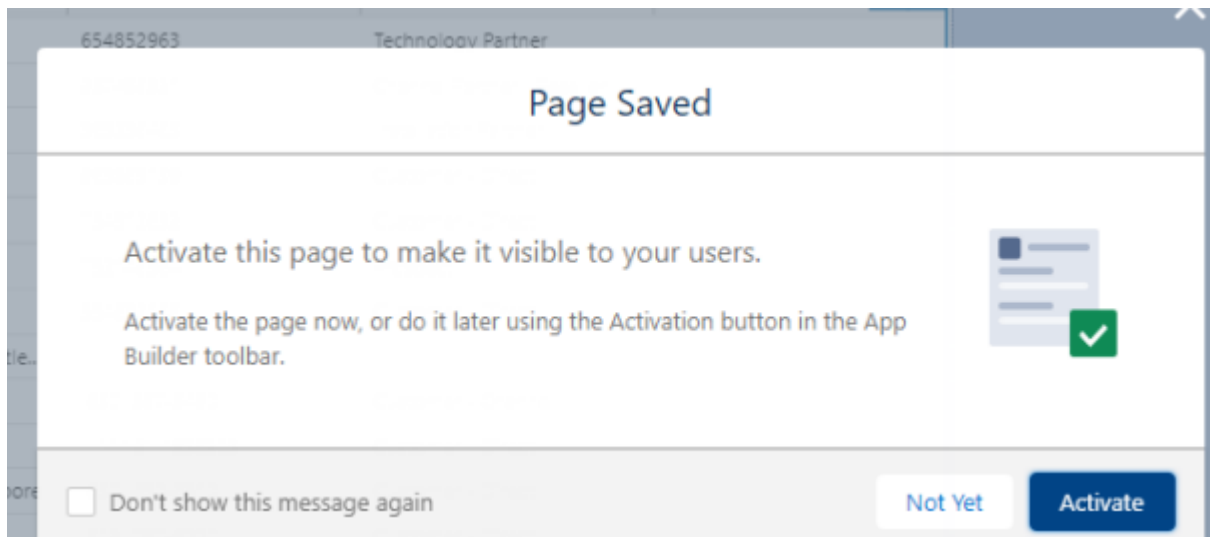 654852963 Technology Partner
Page Saved
Activate this page to make it visible to your users.
Activate the page now, or do it later using the Activation button in the App
Builder toolbar.
Don't show this message again
Not Yet
Activate